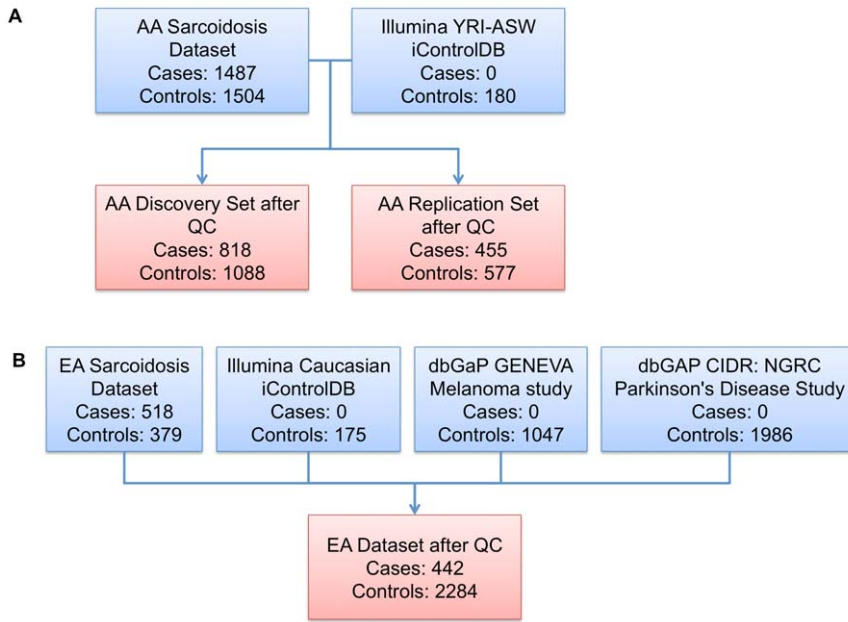 A
AA Sarcoidosis
Dataset
Cases: 1487
Controls: 1504
Illumina YRI-ASW
iControlDB
Cases: 0
Controls: 180
AA Discovery Set after
QC
Cases: 818
Controls: 1088
AA Replication Set
after QC
Cases: 455
Controls: 577
B
EA Sarcoidosis
Dataset
Cases: 518
Controls: 379
Illumina Caucasian
iControlDB
Cases: 0
Controls: 175
dbGaP GENEVA
Melanoma study
Cases: 0
Controls: 1047
dbGAP CIDR: NGRC
Parkinson's Disease Study
Cases: 0
Controls: 1986
EA Dataset after QC
Cases: 442
Controls: 2284